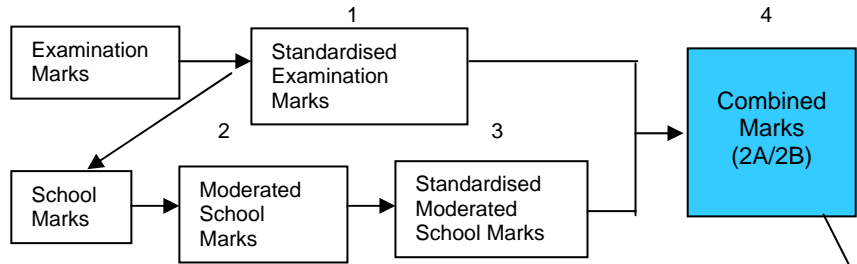 1
4
Examination
Marks
Standardised
Examination
Marks
Combined
Marks
(2A/2B)
2
3
School
Marks
Moderated
School
Marks
Standardised
Moderated
School Marks